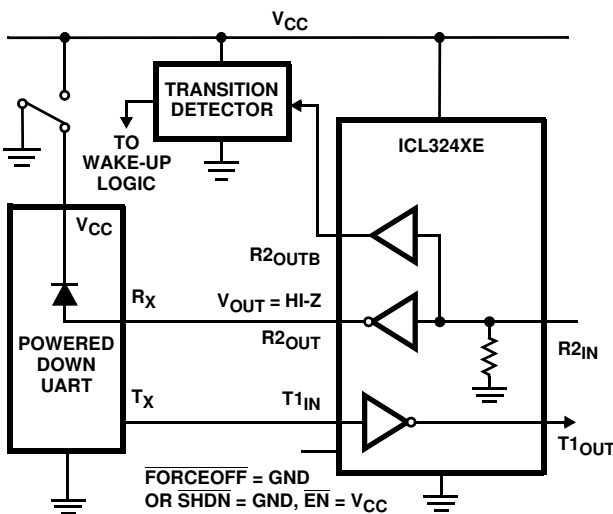 VCC
TRANSITION
DETECTOR
TO
WAKE-UP
LOGIC
ICL324XE
VCC
R2OUTB
RX
VOUT = HI-Z
POWERED
DOWN
UART
R2OUT
R2IN
TX
T1IN
T1OUT
FORCEOFF = GND
OR SHDN = GND, EN = VCC